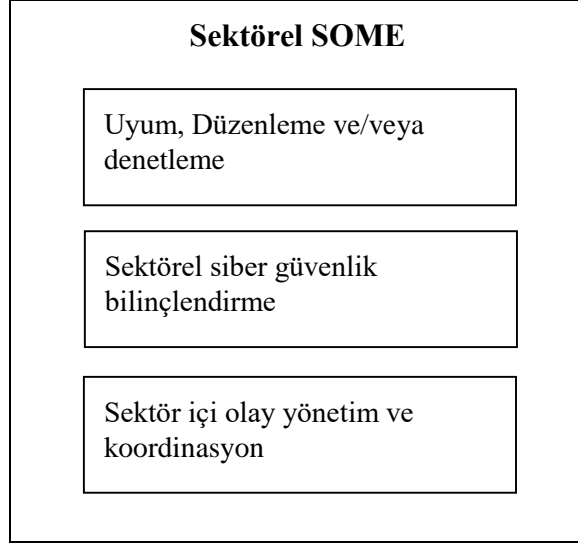 Sektörel SOME
Uyum, Düzenleme ve/veya
denetleme
Sektörel siber güvenlik
bilinçlendirme
Sektör içi olay yönetim ve
koordinasyon